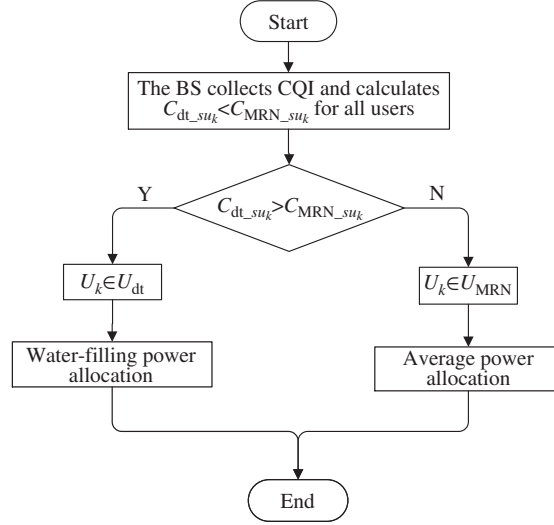 Start
The BS collects CQI and calculates
C_dt_su_k<C_MRN_su_k for all users
C_dt_su_k>C_MRN_su_k
Y
N
U_k∈U_dt
U_k∈U_MRN
Water-filling power
allocation
Average power
allocation
End